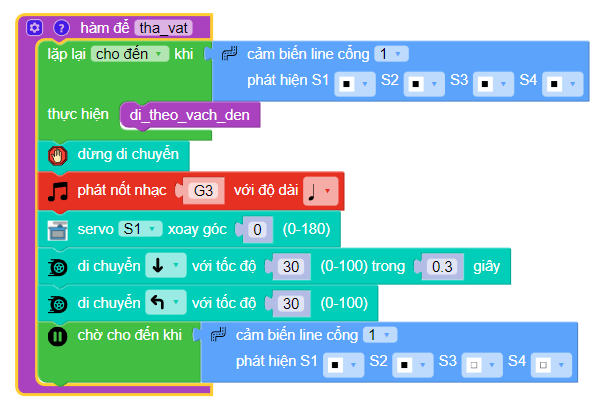 ? hàm để tha_vat
lặp lại cho đến khi cảm biến line cổng 1
phát hiện S1 S2 S3 S4
thực hiện di_theo_vach_den
dừng di chuyển
phát nốt nhạc G3 với độ dài ♩
servo S1 xoay góc 0 (0-180)
di chuyển với tốc độ 30 (0-100) trong 0.3 giây
di chuyển với tốc độ 30 (0-100)
chờ cho đến khi cảm biến line cổng 1
phát hiện S1 S2 S3 S4